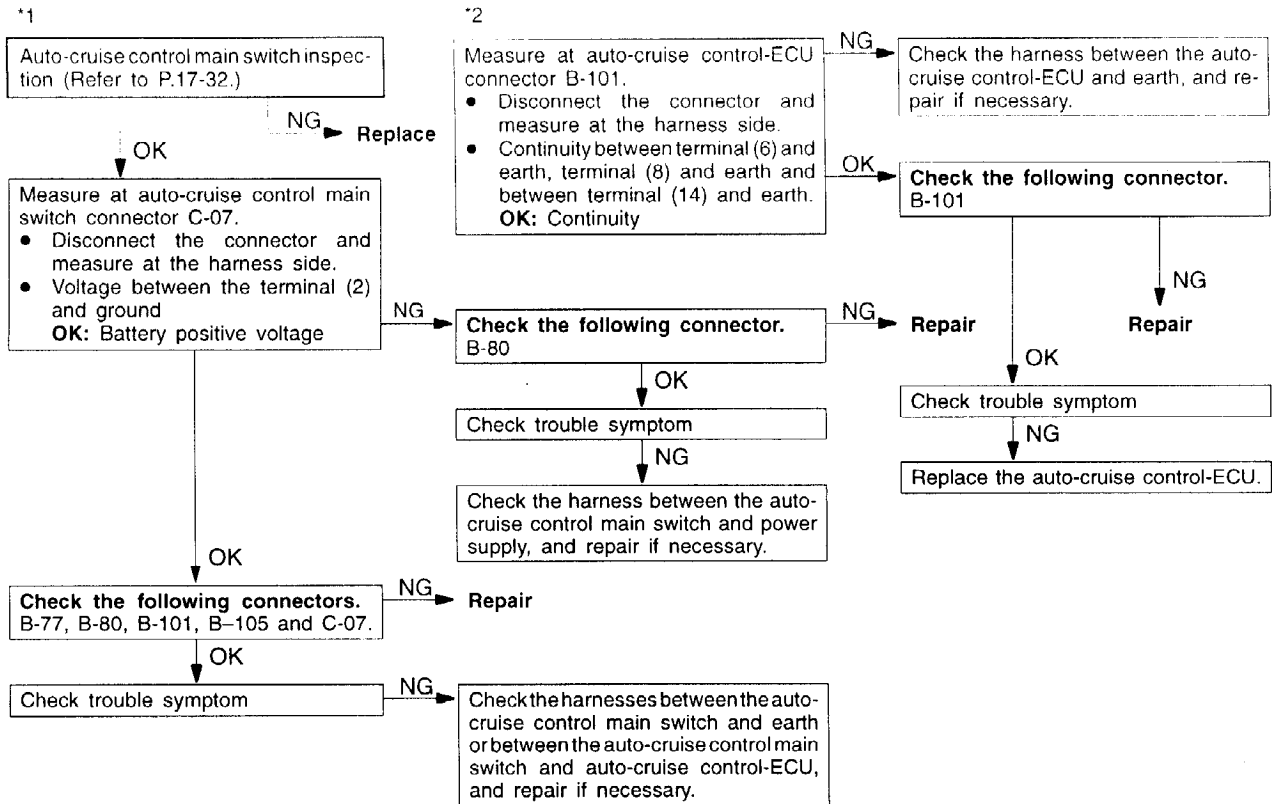 *1
Auto-cruise control main switch inspec-
tion (Refer to P.17-32.)
NG
Replace
OK
Measure at auto-cruise control main
switch connector C-07.
• Disconnect the connector and
measure at the harness side.
• Voltage between the terminal (2)
and ground
OK: Battery positive voltage
NG
Check the following connector.
B-80
NG
Repair
OK
Check trouble symptom
NG
Check the harness between the auto-
cruise control main switch and power
supply, and repair if necessary.
OK
Check the following connectors.
B-77, B-80, B-101, B–105 and C-07.
NG
Repair
OK
Check trouble symptom
NG
Check the harnesses between the auto-
cruise control main switch and earth
or between the auto-cruise control main
switch and auto-cruise control-ECU,
and repair if necessary.
*2
Measure at auto-cruise control-ECU
connector B-101.
• Disconnect the connector and
measure at the harness side.
• Continuity between terminal (6) and
earth, terminal (8) and earth and
between terminal (14) and earth.
OK: Continuity
NG
Check the harness between the auto-
cruise control-ECU and earth, and re-
pair if necessary.
OK
Check the following connector.
B-101
NG
Repair
OK
Check trouble symptom
NG
Replace the auto-cruise control-ECU.